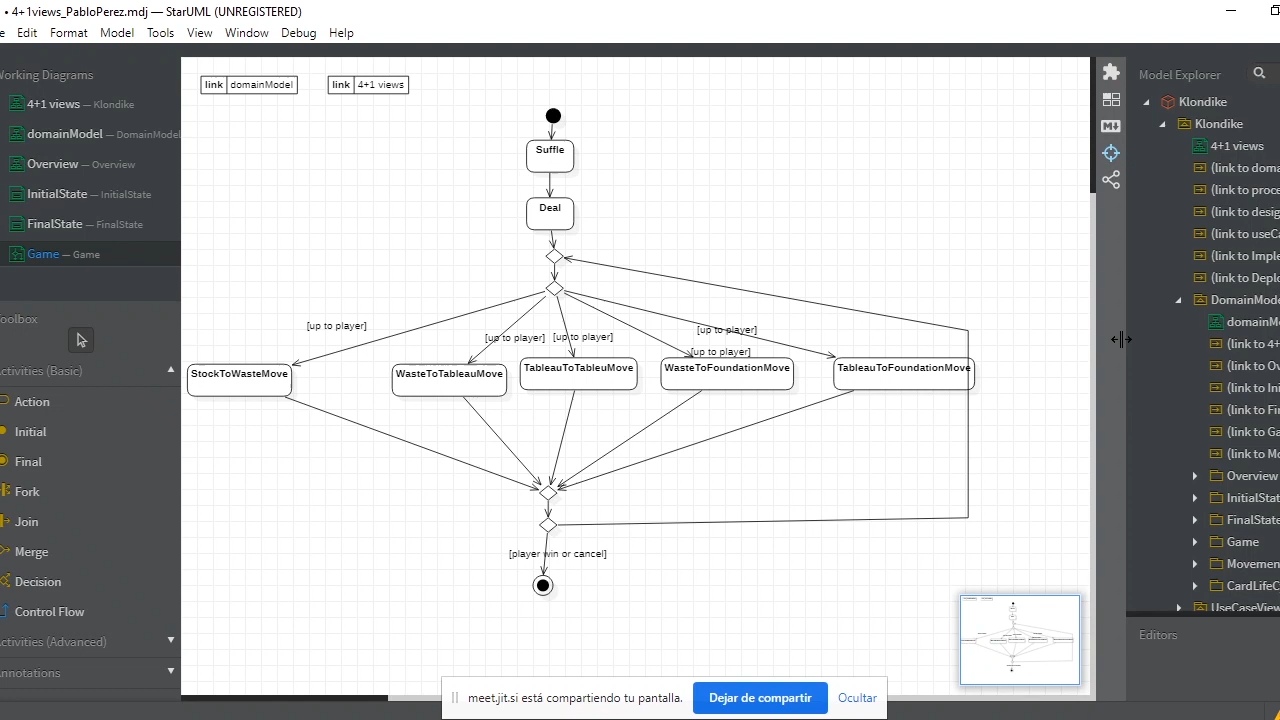 • 4+1views_PabloPerez.mdj — StarUML (UNREGISTERED)
e Edit Format Model Tools View Window Debug Help
Working Diagrams
4+1 views — Klondike
domainModel — DomainModel
Overview — Overview
InitialState — InitialState
FinalState — FinalState
Game — Game
Toolbox
Activities (Basic)
Action
Initial
Final
Fork
Join
Merge
Decision
Control Flow
Activities (Advanced)
Annotations
link domainModel
link 4+1 views
Suffle
Deal
[up to player]
[up to player]
[up to player]
[up to player]
[up to player]
StockToWasteMove
WasteToTableauMove
TableauToTableuMove
WasteToFoundationMove
TableauToFoundationMove
[player win or cancel]
meet.jit.si está compartiendo tu pantalla.
Dejar de compartir
Ocultar
M
Model Explorer
Klondike
Klondike
4+1 views
(link to doma
(link to proce
(link to desig
(link to useCa
(link to Imple
(link to Deplo
DomainMode
domainMo
(link to 4+
(link to Ov
(link to Ini
(link to Fin
(link to Ga
(link to Mo
Overview
InitialStat
FinalState
Game
Movemen
CardLifeC
UseCaseView
Editors